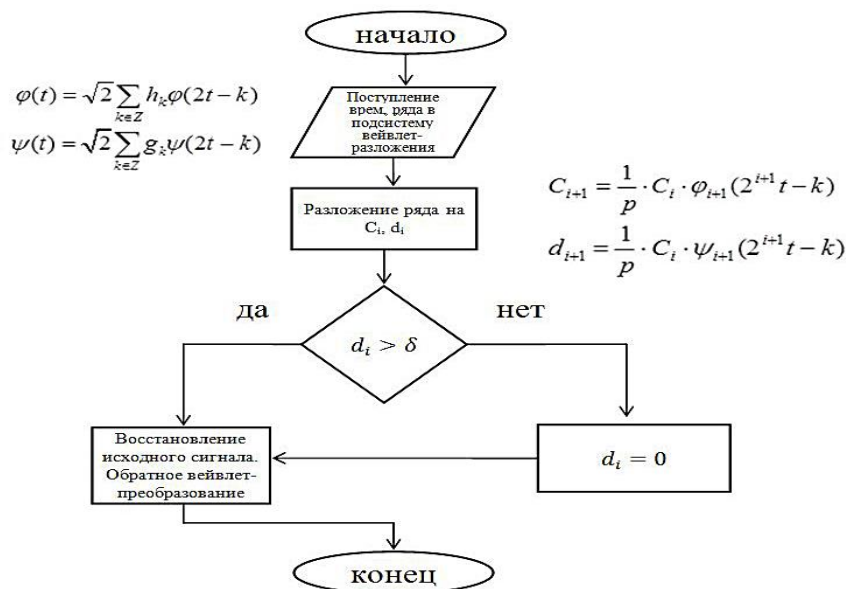 начало
φ(t) = √2 ∑ h_k φ(2t − k)
k∈Z
ψ(t) = √2 ∑ g_k ψ(2t − k)
k∈Z
Поступление
врем, ряда в
подсистему
вейвлет-
разложения
Разложение ряда на
C_i, d_i
C_{i+1} = 1/p · C_i · φ_{i+1}(2^{i+1}t − k)
d_{i+1} = 1/p · C_i · ψ_{i+1}(2^{i+1}t − k)
да
нет
d_i > δ
Восстановление
исходного сигнала.
Обратное вейвлет-
преобразование
d_i = 0
конец